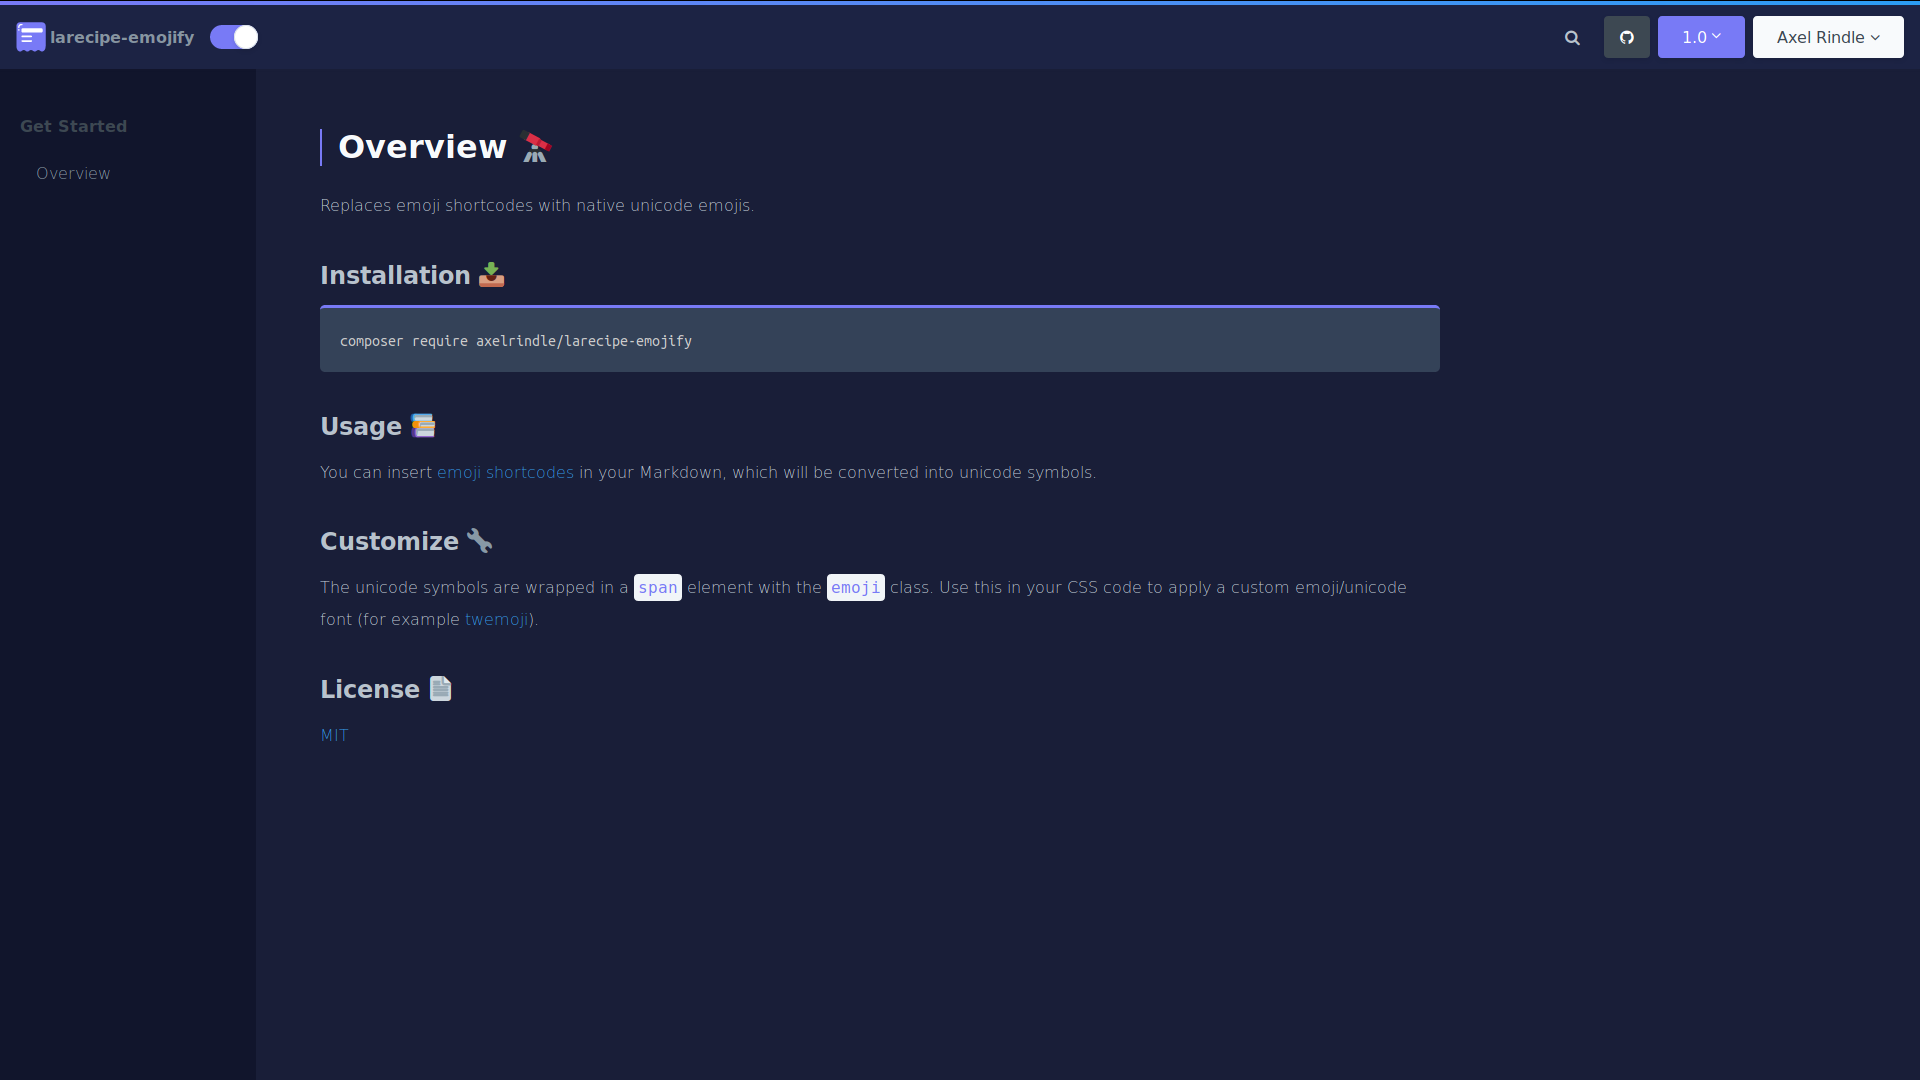 larecipe-emojify
1.0
Axel Rindle
Get Started
Overview
Overview 🔭
Replaces emoji shortcodes with native unicode emojis.
Installation 📥
composer require axelrindle/larecipe-emojify
Usage 📚
You can insert emoji shortcodes in your Markdown, which will be converted into unicode symbols.
Customize 🔧
The unicode symbols are wrapped in a span element with the emoji class. Use this in your CSS code to apply a custom emoji/unicode
font (for example twemoji).
License 📄
MIT